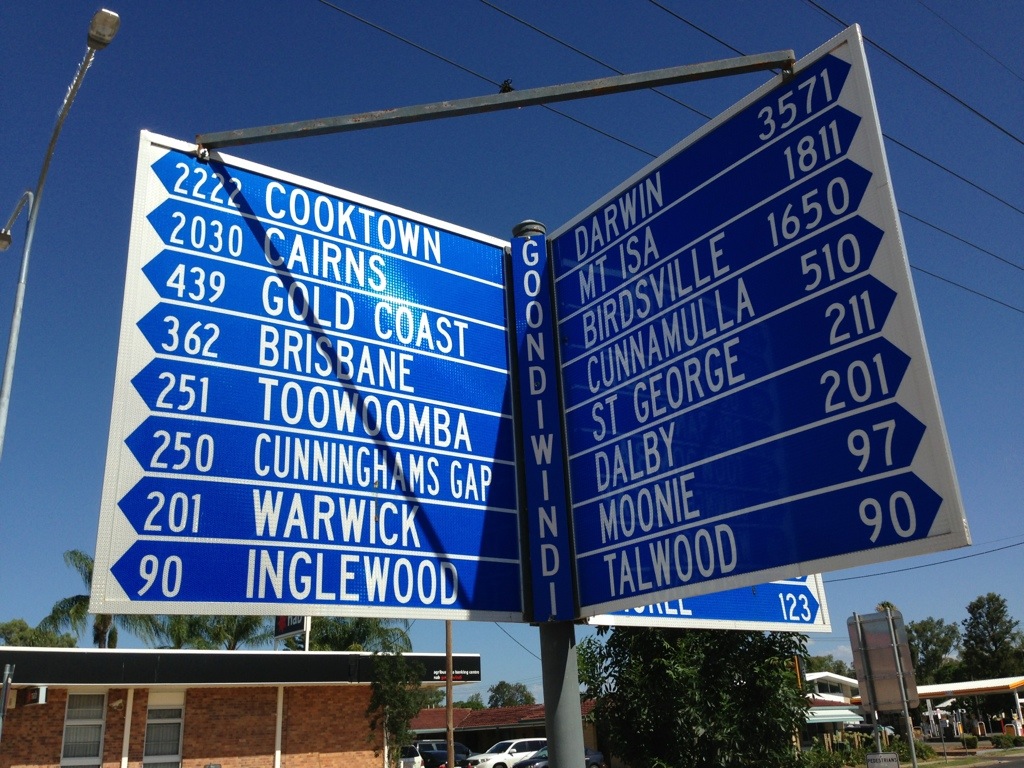 2222 COOKTOWN
2030 CAIRNS
439 GOLD COAST
362 BRISBANE
251 TOOWOOMBA
250 CUNNINGHAMS GAP
201 WARWICK
90 INGLEWOOD
GOONDIWINDI
DARWIN 3571
MT ISA 1811
BIRDSVILLE 1650
CUNNAMULLA 510
ST GEORGE 211
DALBY 201
MOONIE 97
TALWOOD 90
123
nab
PEDESTRIANS